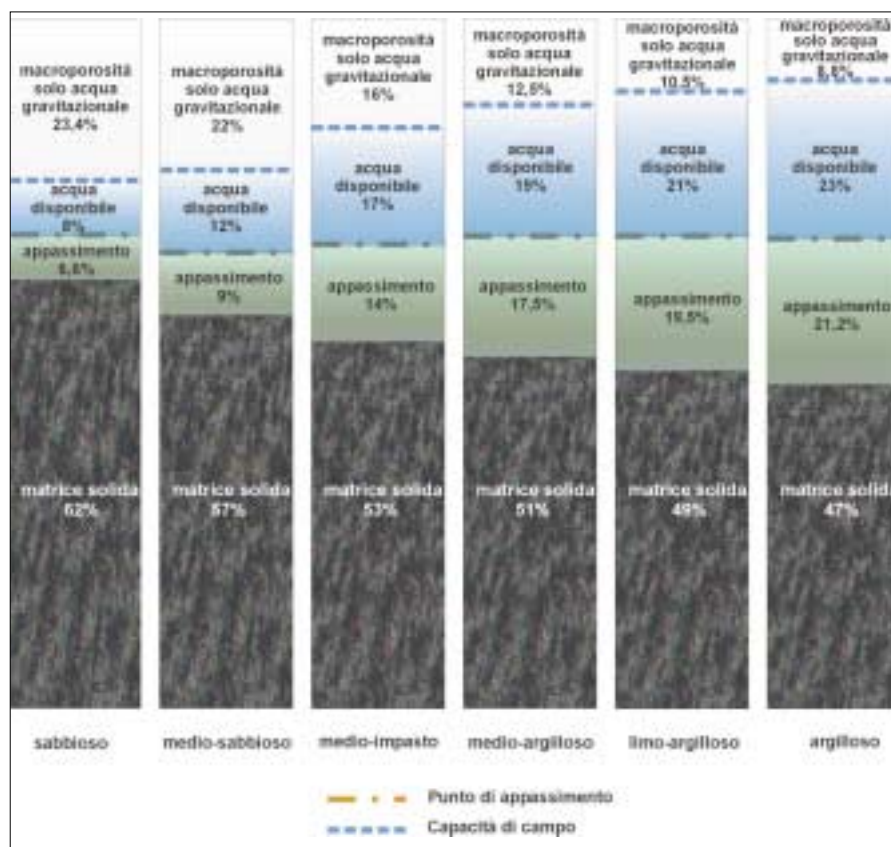 macroporosità
solo acqua
gravitazionale
23,4%
acqua
disponibile
8%
appassimento
6,6%
matrice solida
62%
sabbioso
macroporosità
solo acqua
gravitazionale
22%
acqua
disponibile
12%
appassimento
9%
matrice solida
57%
medio-sabbioso
macroporosità
solo acqua
gravitazionale
16%
acqua
disponibile
17%
appassimento
14%
matrice solida
53%
medio-impasto
macroporosità
solo acqua
gravitazionale
12,5%
acqua
disponibile
19%
appassimento
17,5%
matrice solida
51%
medio-argilloso
macroporosità
solo acqua
gravitazionale
10,5%
acqua
disponibile
21%
appassimento
19,5%
matrice solida
49%
limo-argilloso
macroporosità
solo acqua
gravitazionale
8,8%
acqua
disponibile
23%
appassimento
21,2%
matrice solida
47%
argilloso
Punto di appassimento
Capacità di campo